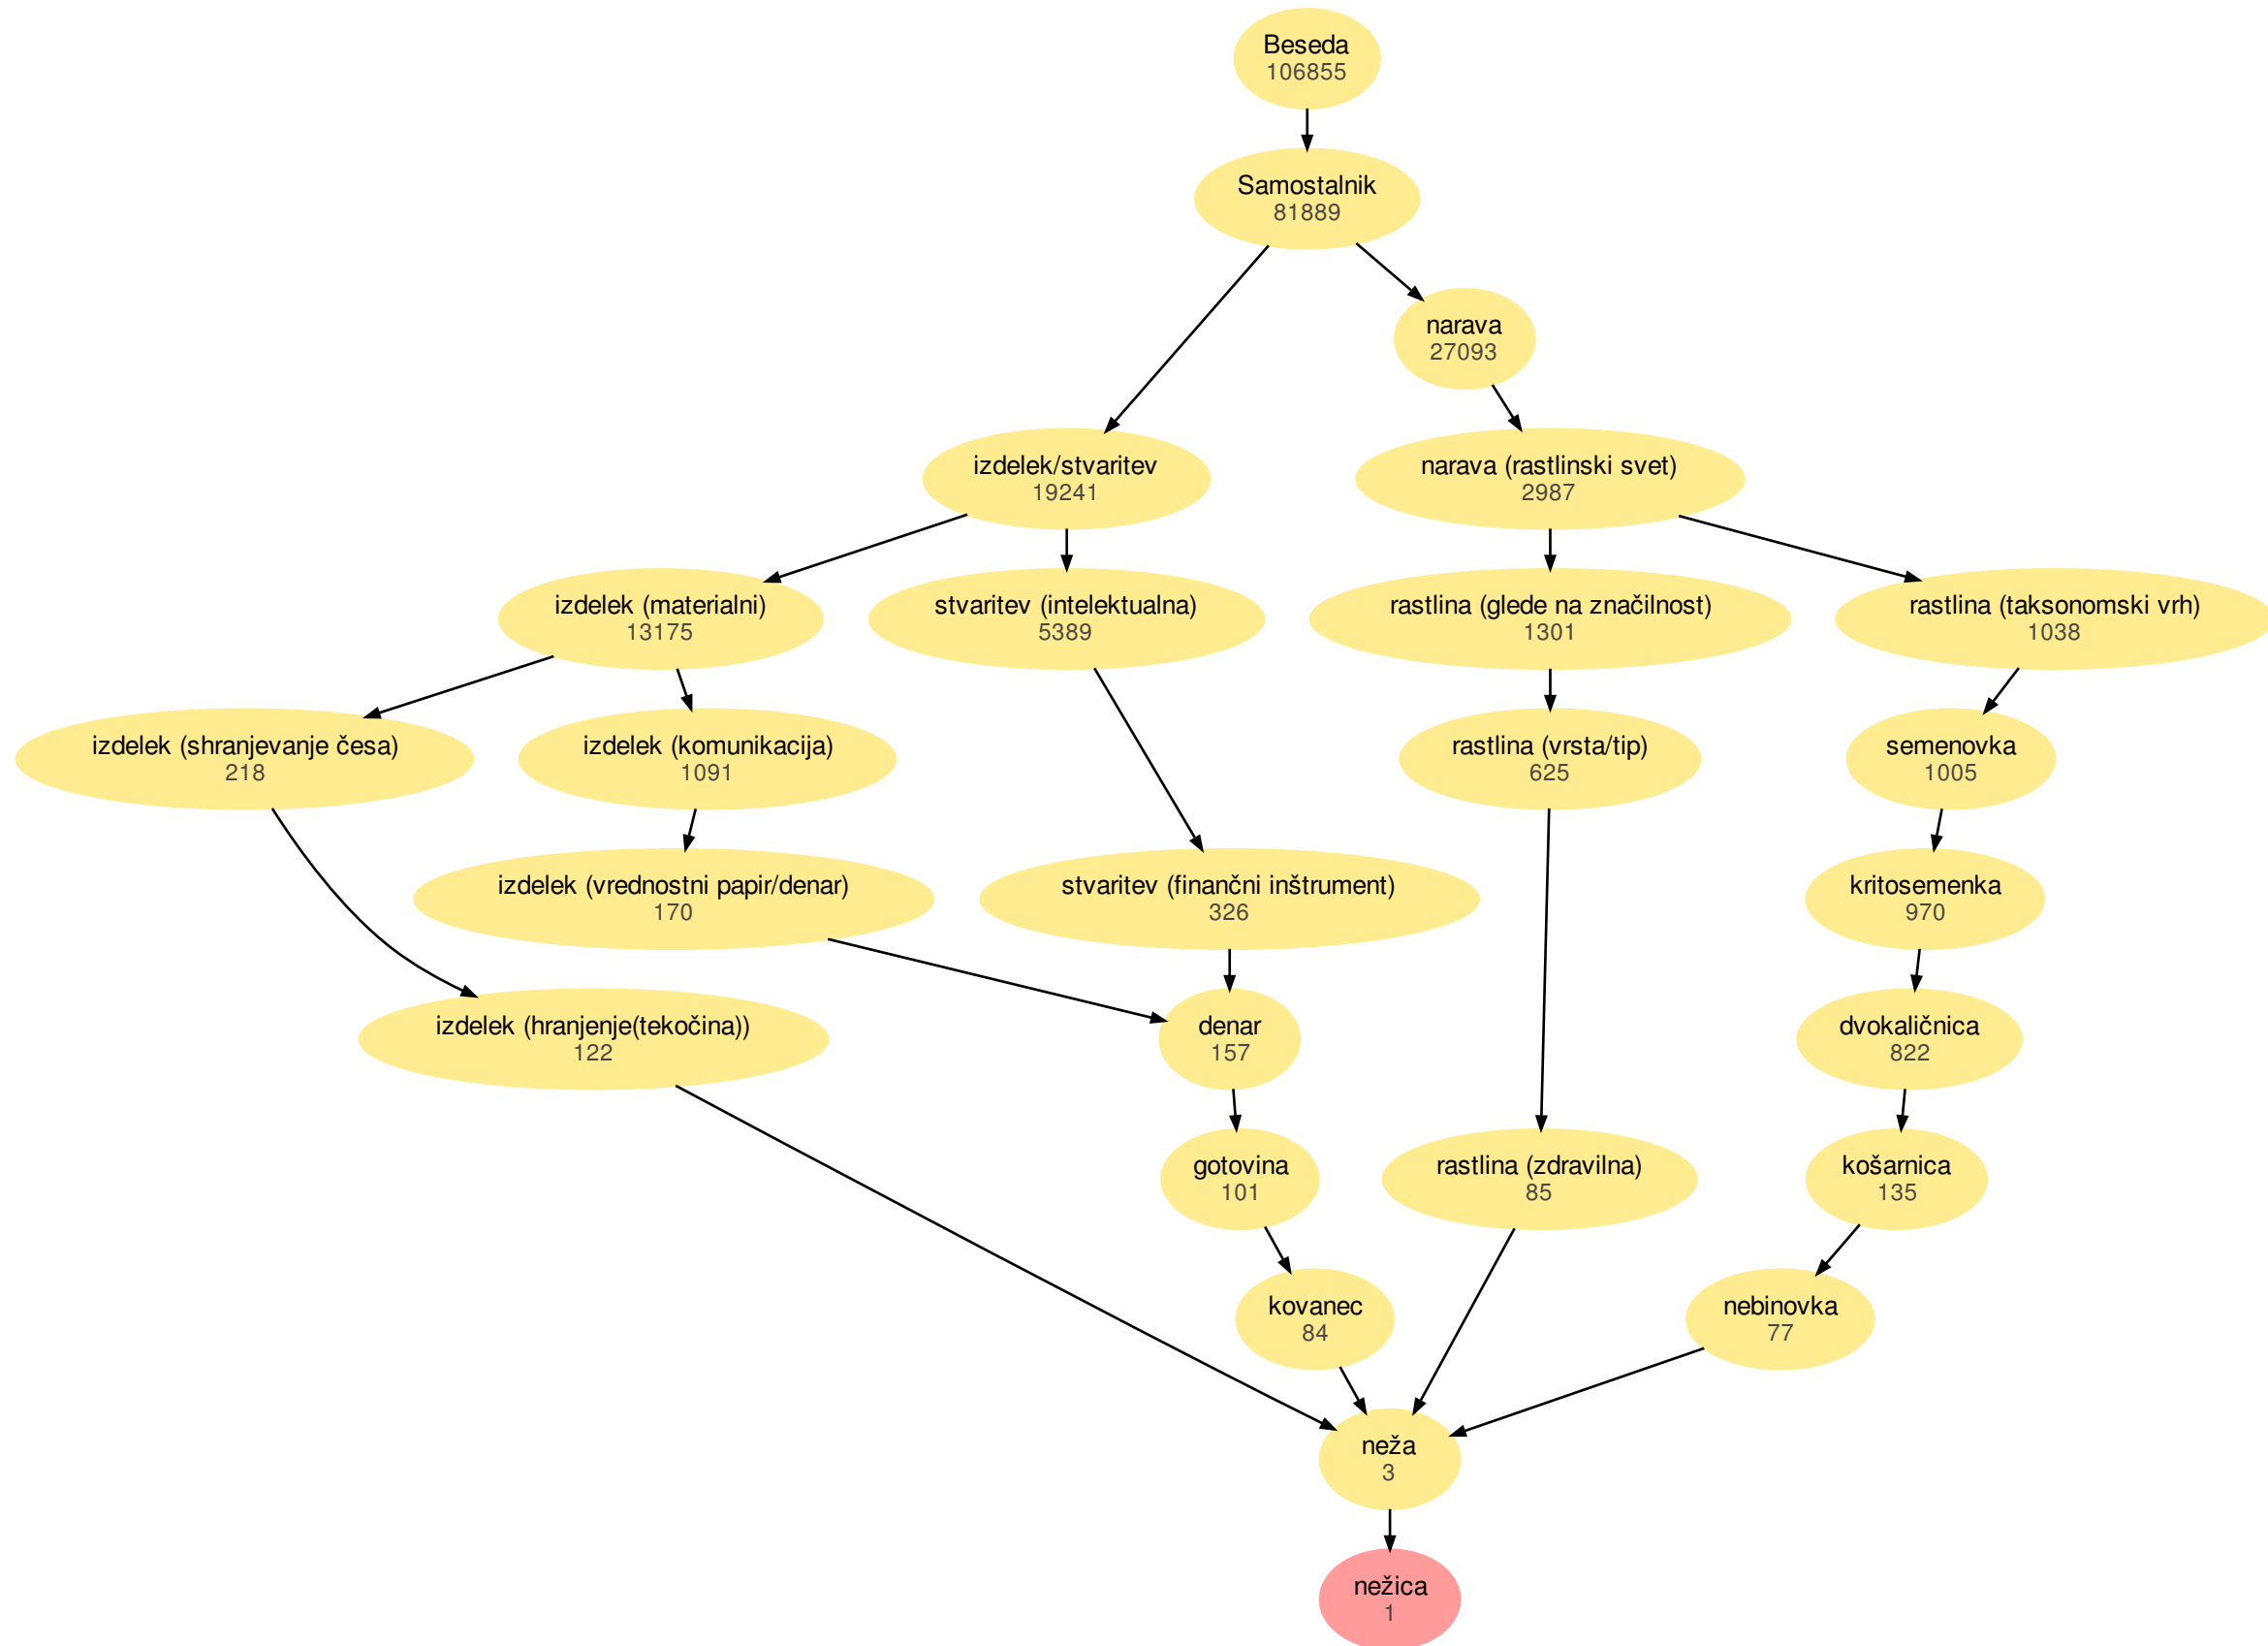 Beseda
106855
Samostalnik
81889
narava
27093
izdelek/stvaritev
19241
narava (rastlinski svet)
2987
izdelek (materialni)
13175
stvaritev (intelektualna)
5389
rastlina (glede na značilnost)
1301
rastlina (taksonomski vrh)
1038
izdelek (shranjevanje česa)
218
izdelek (komunikacija)
1091
rastlina (vrsta/tip)
625
semenovka
1005
izdelek (vrednostni papir/denar)
170
stvaritev (finančni inštrument)
326
kritosemenka
970
izdelek (hranjenje(tekočina))
122
denar
157
dvokaličnica
822
gotovina
101
rastlina (zdravilna)
85
košarnica
135
kovanec
84
nebinovka
77
neža
3
nežica
1